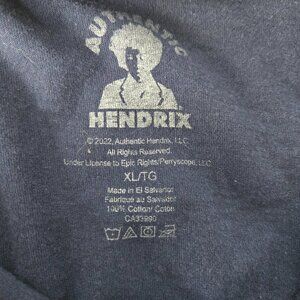 AUTHENTIC
HENDRIX
© 2022, Authentic Hendrix, LLC
All Rights Reserved.
Under License to Epic Rights/Perryscope, LLC
XL/TG
Made in El Salvador
Fabriqué au Salvador
100% Cotton/ Coton